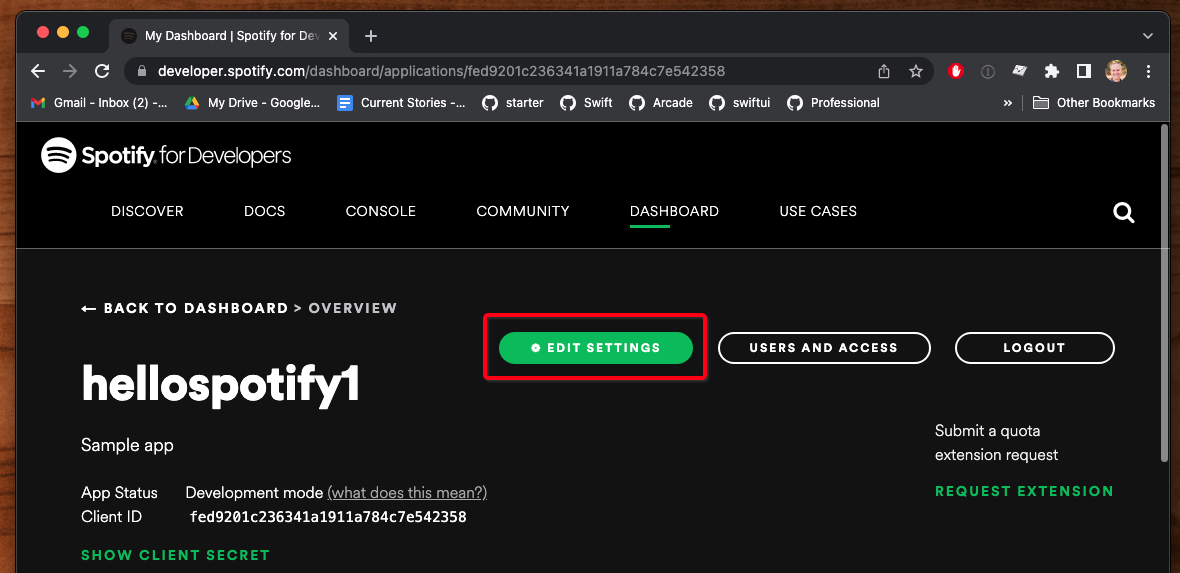 My Dashboard | Spotify for Dev
developer.spotify.com/dashboard/applications/fed9201c236341a1911a784c7e542358
Gmail - Inbox (2) -... My Drive - Google... Current Stories -... starter Swift Arcade swiftui Professional » Other Bookmarks
Spotify for Developers
DISCOVER DOCS CONSOLE COMMUNITY DASHBOARD USE CASES
← BACK TO DASHBOARD > OVERVIEW
EDIT SETTINGS USERS AND ACCESS LOGOUT
hellospotify1
Sample app
Submit a quota
extension request
REQUEST EXTENSION
App Status Development mode (what does this mean?)
Client ID fed9201c236341a1911a784c7e542358
SHOW CLIENT SECRET